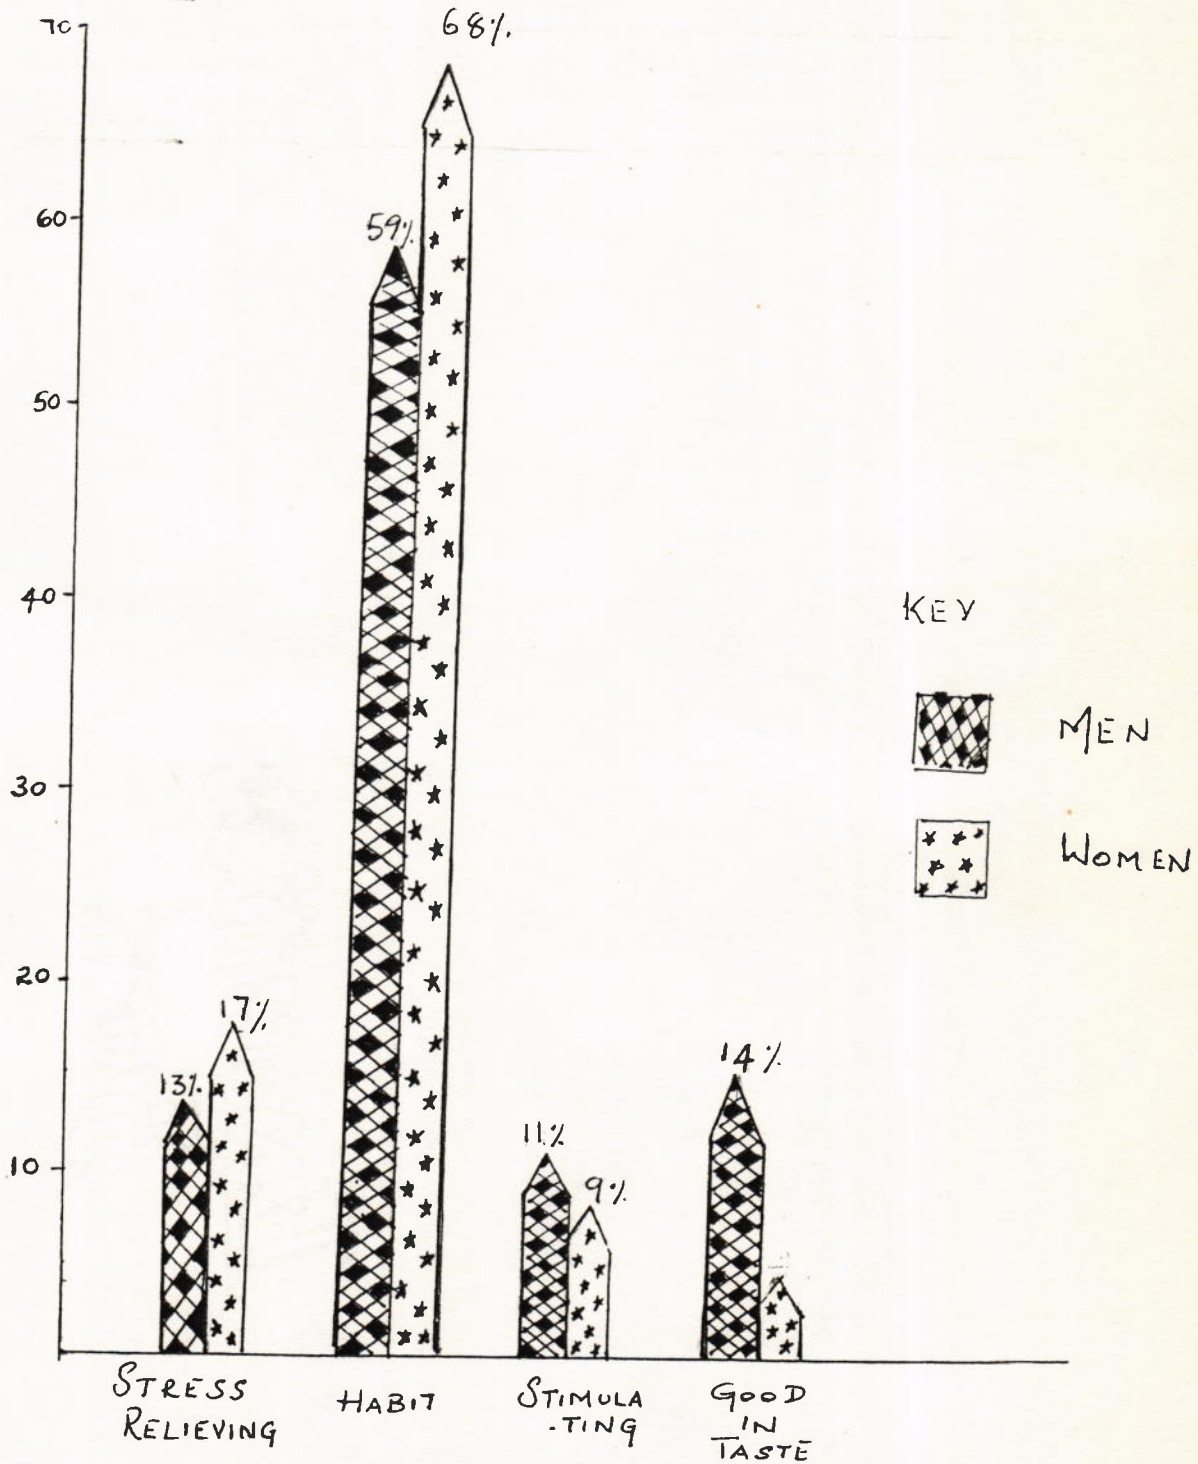 70
60
50
40
30
20
10
68%
59%
17%
13%
11%
9%
14%
STRESS
RELIEVING
HABIT
STIMULA
-TING
GOOD
IN
TASTE
KEY
MEN
WOMEN